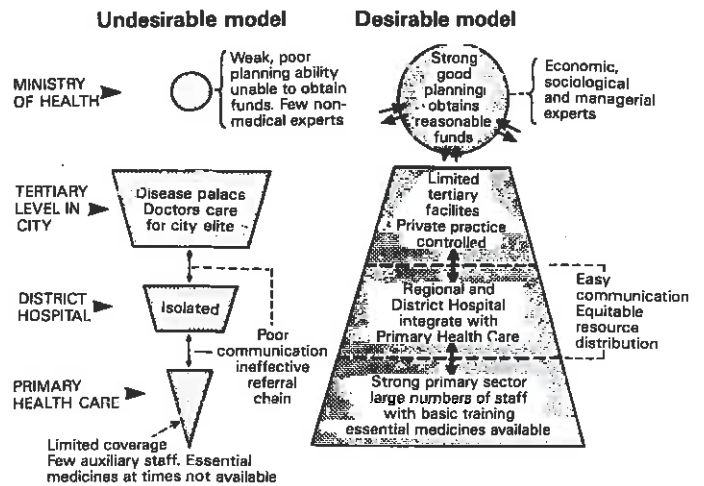 Undesirable model
Desirable model
MINISTRY
OF HEALTH
Weak, poor
planning ability
unable to obtain
funds. Few non-
medical experts
Strong
good
planning
obtains
reasonable
funds
Economic,
sociological
and managerial
experts
TERTIARY
LEVEL IN
CITY
Disease palace
Doctors care
for city elite
Limited
tertiary
facilites
Private practice
controlled
DISTRICT
HOSPITAL
Isolated
Poor
communication
ineffective
referral
chain
Regional and
District Hospital
integrate with
Primary Health Care
Easy
communication
Equitable
resource
distribution
PRIMARY
HEALTH CARE
Limited coverage
Few auxiliary staff. Essential
medicines at times not available
Strong primary sector
large numbers of staff
with basic training
essential medicines available